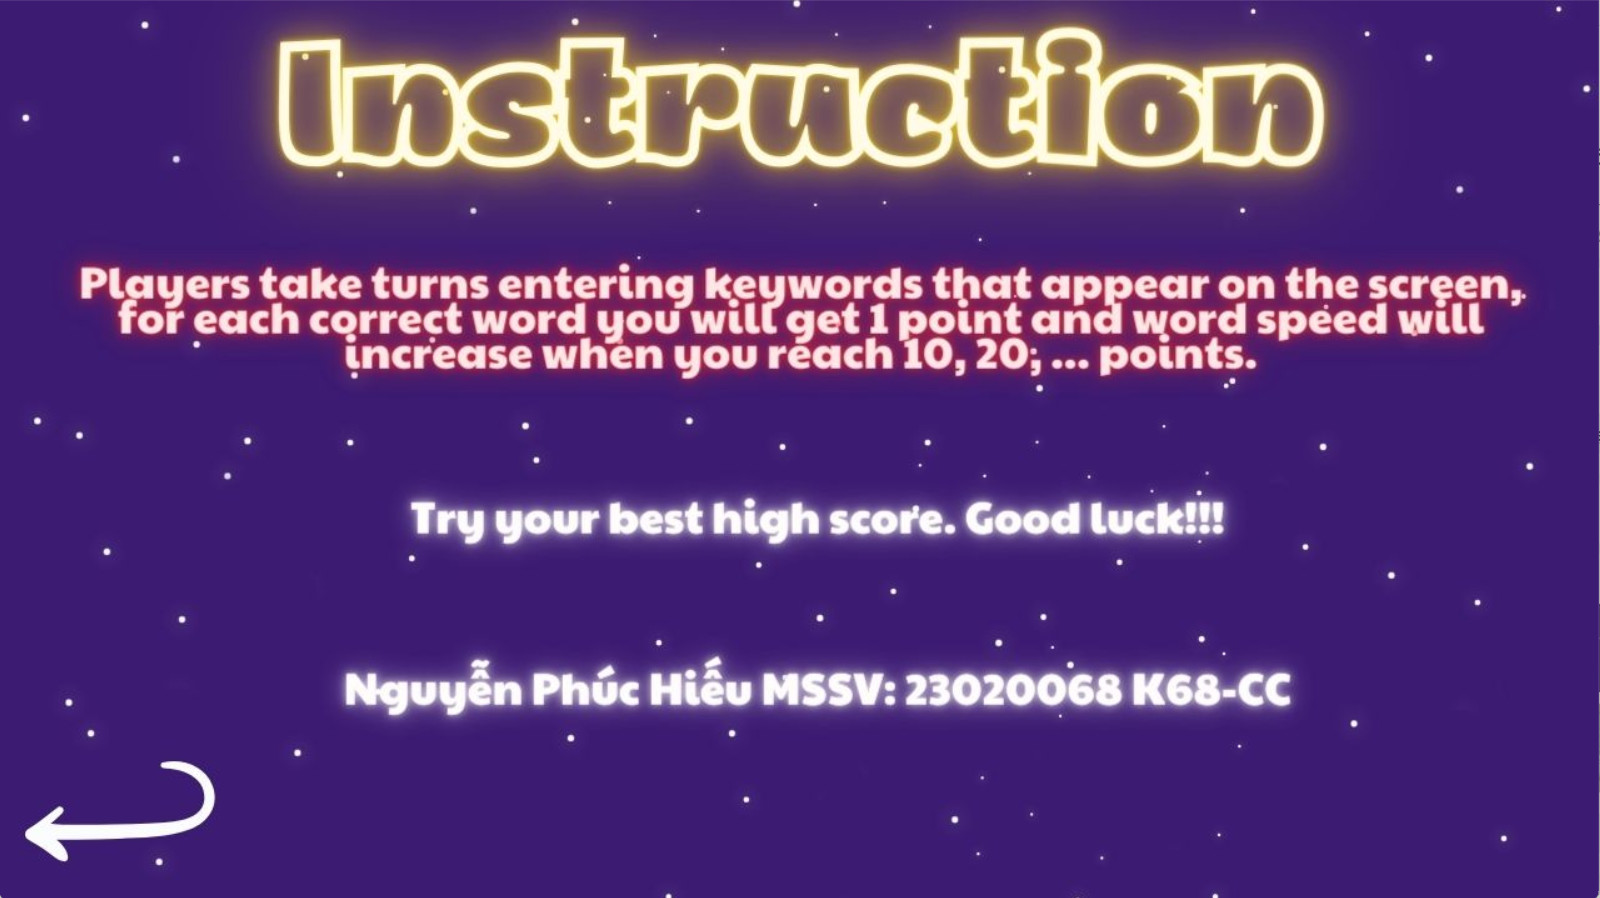 Instruction
Players take turns entering keywords that appear on the screen,
for each correct word you will get 1 point and word speed will
increase when you reach 10, 20, ... points.
Try your best high score. Good luck!!!
Nguyễn Phúc Hiếu MSSV: 23020068 K68-CC